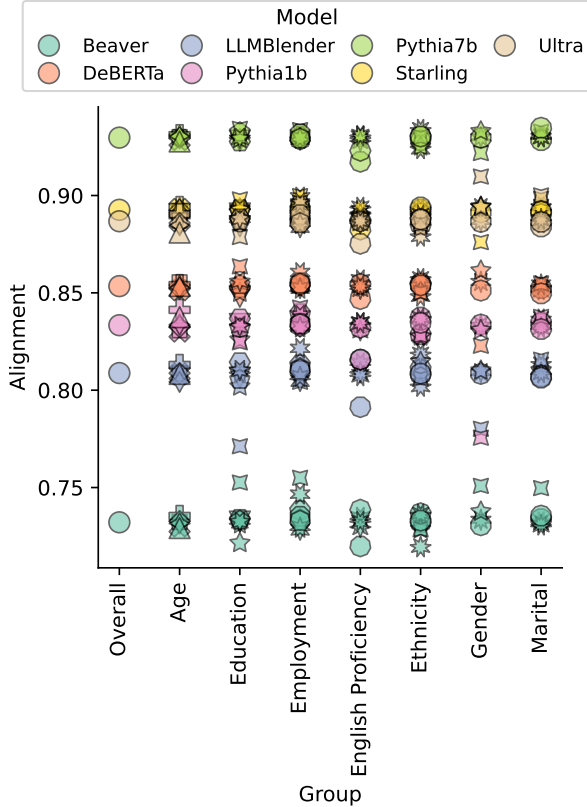 Model
Beaver LLMBlender Pythia7b Ultra
DeBERTa Pythia1b Starling
Alignment
0.90
0.85
0.80
0.75
Overall
Age
Education
Employment
English Proficiency
Ethnicity
Gender
Marital
Group